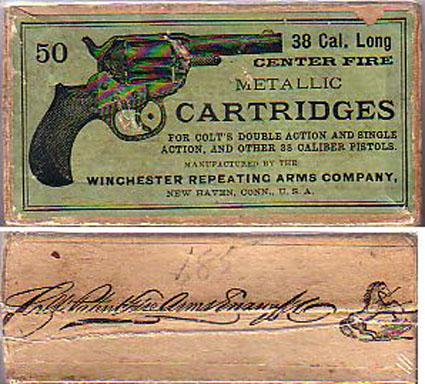 50
38 Cal. Long
CENTER FIRE
METALLIC
CARTRIDGES
FOR COLT'S DOUBLE ACTION AND SINGLE
ACTION, AND OTHER 38 CALIBER PISTOLS.
MANUFACTURED BY THE
WINCHESTER REPEATING ARMS COMPANY,
NEW HAVEN, CONN., U. S. A.
Arms